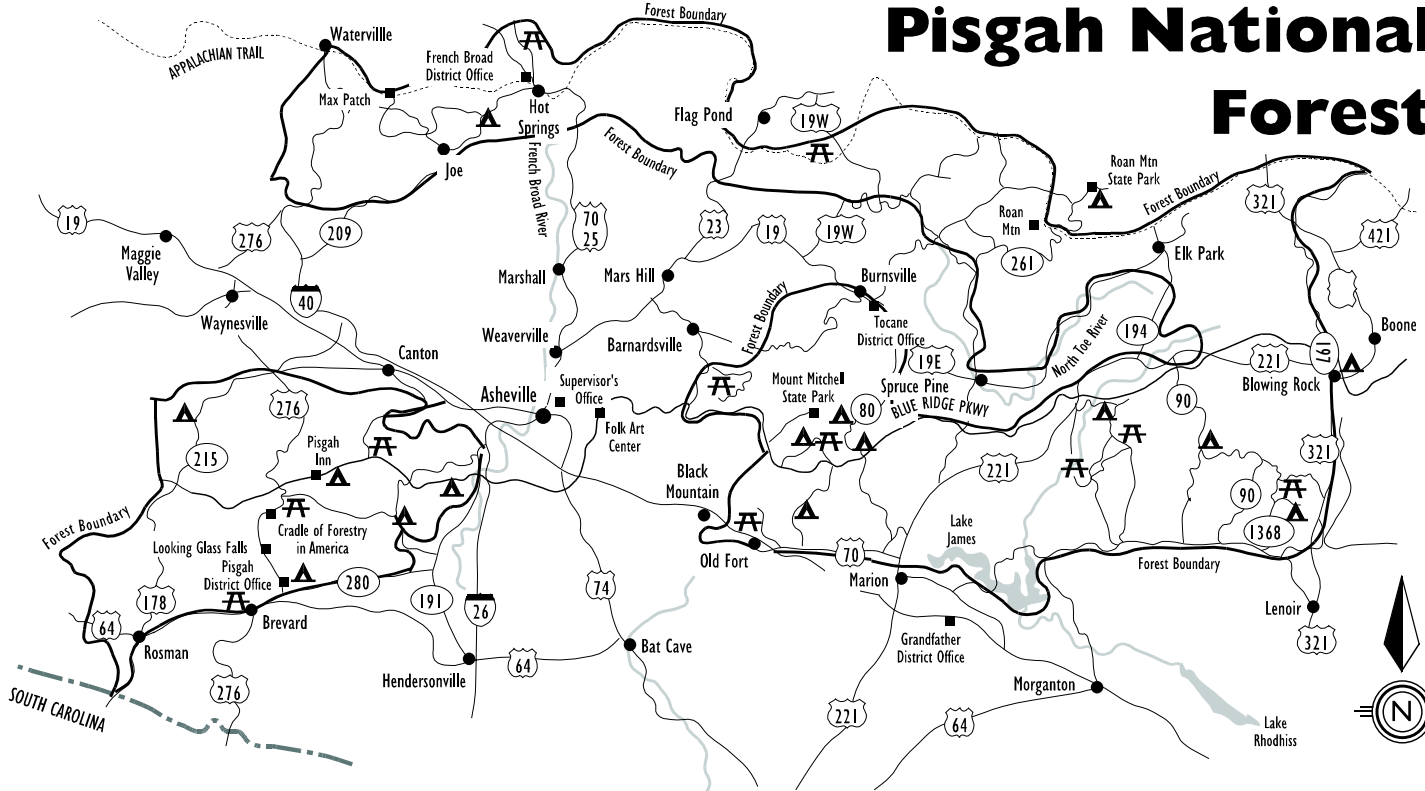 Pisgah National
Forest
Forest Boundary
Waterville
APPALACHIAN TRAIL
French Broad
District Office
Max Patch
Hot
Springs
Flag Pond
19W
Forest Boundary
Joe
French Broad River
Roan Mtn
State Park
Forest Boundary
321
421
19
276
209
70
25
23
19
19W
Roan
Mtn
261
Elk Park
Maggie
Valley
Marshall
Mars Hill
Burnsville
40
Waynesville
Forest Boundary
Tocane
District Office
North Toe River
194
Boone
Weaverville
Barnardsville
19E
221
197
Canton
Blowing Rock
Asheville
Supervisor's
Office
Mount Mitchel
State Park
Spruce Pine
80
BLUE RIDGE PKWY
90
276
Folk Art
Center
215
Pisgah
Inn
221
321
Black
Mountain
90
Forest Boundary
Cradle of Forestry
in America
Lake
James
1368
Looking Glass Falls
Pisgah
District Office
Old Fort
70
Forest Boundary
280
Marion
178
191
26
74
Lenoir
64
Brevard
Rosman
Grandfather
District Office
321
Bat Cave
64
Hendersonville
276
Morganton
SOUTH CAROLINA
221
64
N
Lake
Rhodhiss